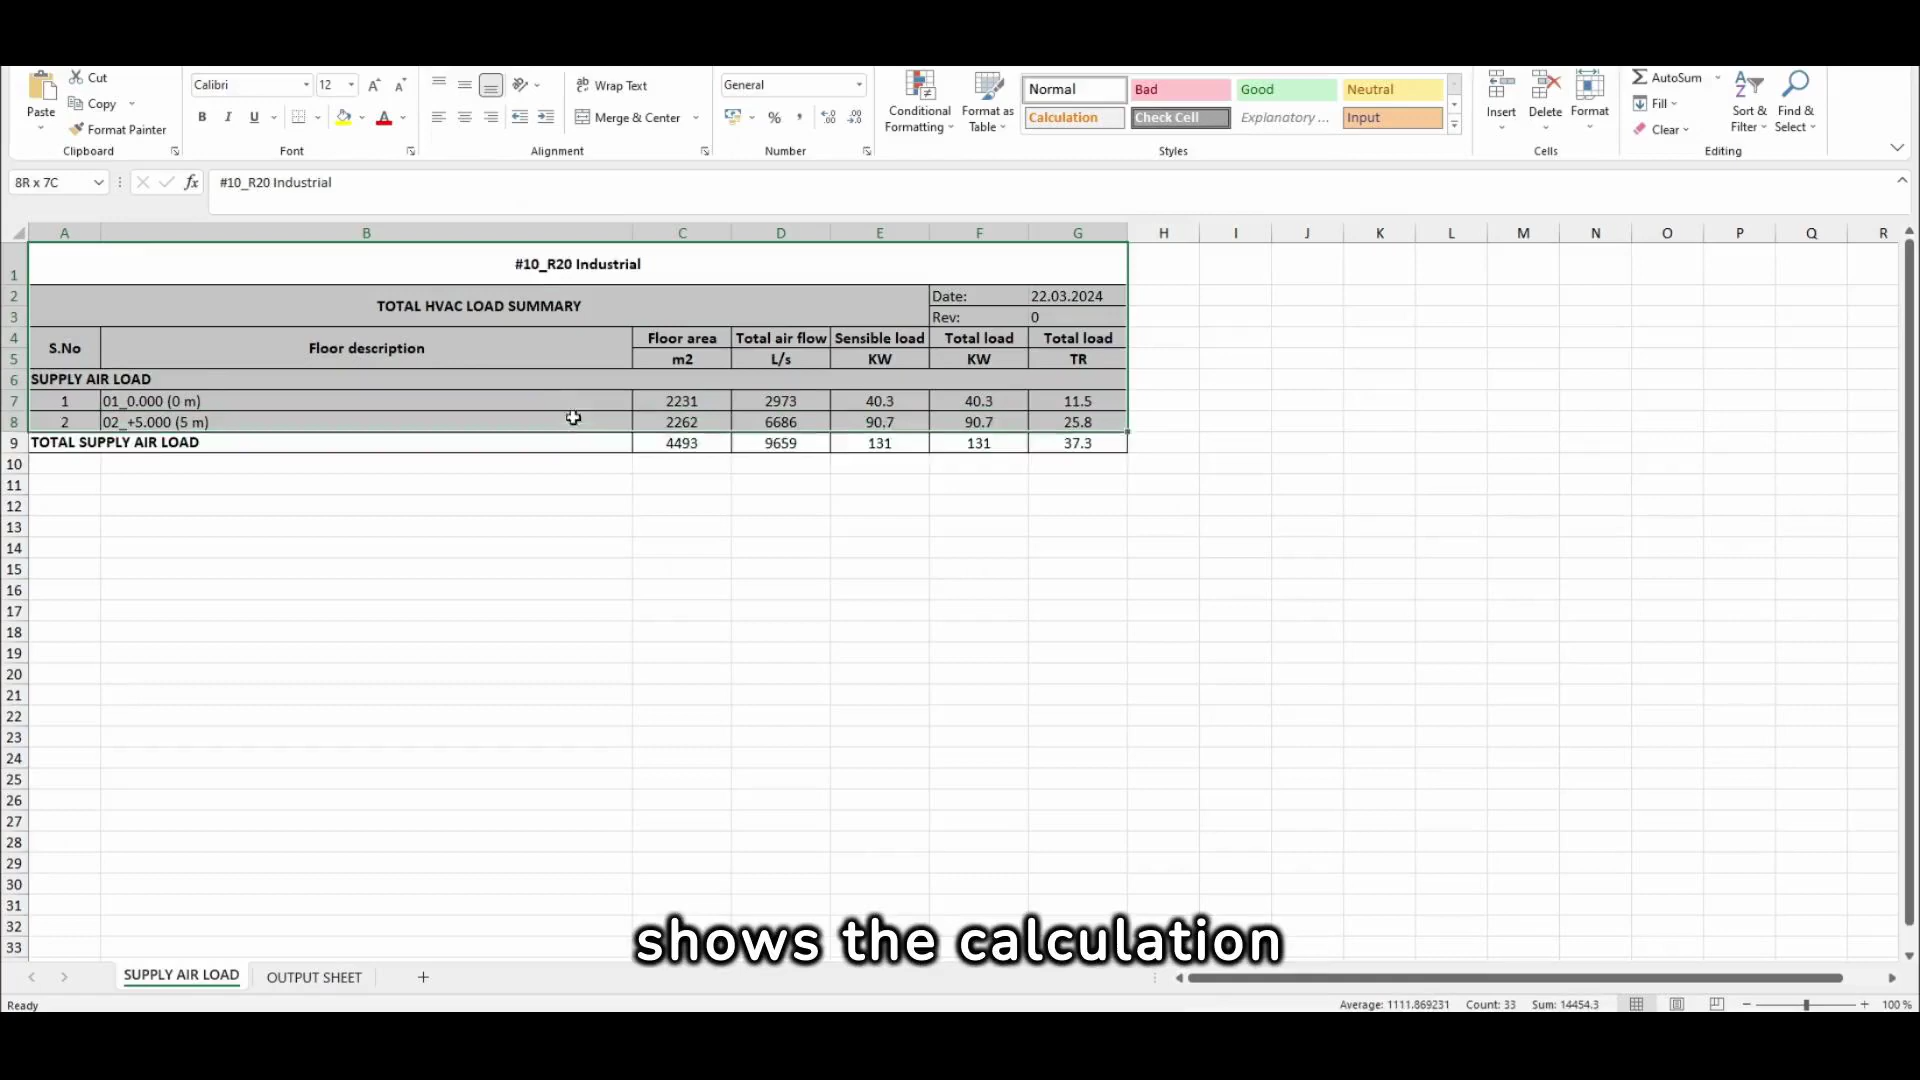 Cut
Calibri 12 Wrap Text General Normal Bad Good Neutral AutoSum
Copy Paste Conditional Formatting Format as Table Insert Delete Format Fill Sort & Filter Find & Select
Format Painter B I U Merge & Center % , Calculation Check Cell Explanatory ... Input Clear
Clipboard Font Alignment Number Styles Cells Editing
8R x 7C fx #10_R20 Industrial
A B C D E F G H I J K L M N O P Q R
1 #10_R20 Industrial
2 TOTAL HVAC LOAD SUMMARY Date: 22.03.2024
3 Rev: 0
4 S.No Floor description Floor area Total air flow Sensible load Total load Total load
5 m2 L/s KW KW TR
6 SUPPLY AIR LOAD
7 1 01_0.000 (0 m) 2231 2973 40.3 40.3 11.5
8 2 02_+5.000 (5 m) 2262 6686 90.7 90.7 25.8
9 TOTAL SUPPLY AIR LOAD 4493 9659 131 131 37.3
10
11
12
13
14
15
16
17
18
19
20
21
22
23
24
25
26
27
28
29
30
31
32
33
shows the calculation
SUPPLY AIR LOAD OUTPUT SHEET +
Ready Average: 1111.869231 Count: 33 Sum: 14454.3 100 %